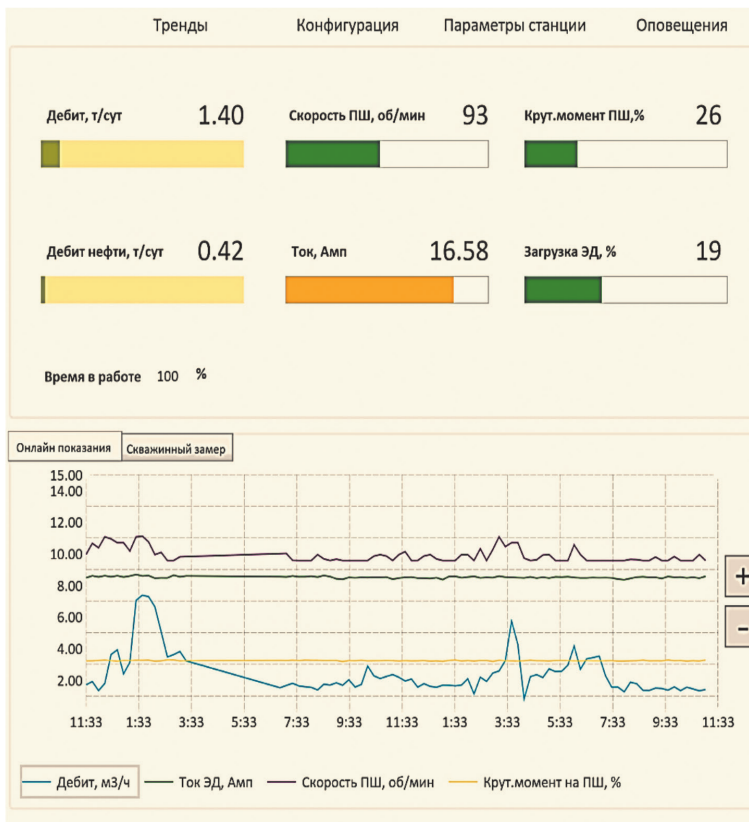 Тренды Конфигурация Параметры станции Оповещения
Дебит, т/сут 1.40 Скорость ПШ, об/мин 93 Крут.момент ПШ,% 26
Дебит нефти, т/сут 0.42 Ток, Амп 16.58 Загрузка ЭД, % 19
Время в работе 100 %
Онлайн показания Скважинный замер
15.00
14.00
12.00
10.00
8.00
6.00
4.00
2.00
11:33 1:33 3:33 5:33 7:33 9:33 11:33 1:33 3:33 5:33 7:33 9:33 11:33
+
−
Дебит, м3/ч Ток ЭД, Амп Скорость ПШ, об/мин Крут.момент на ПШ, %